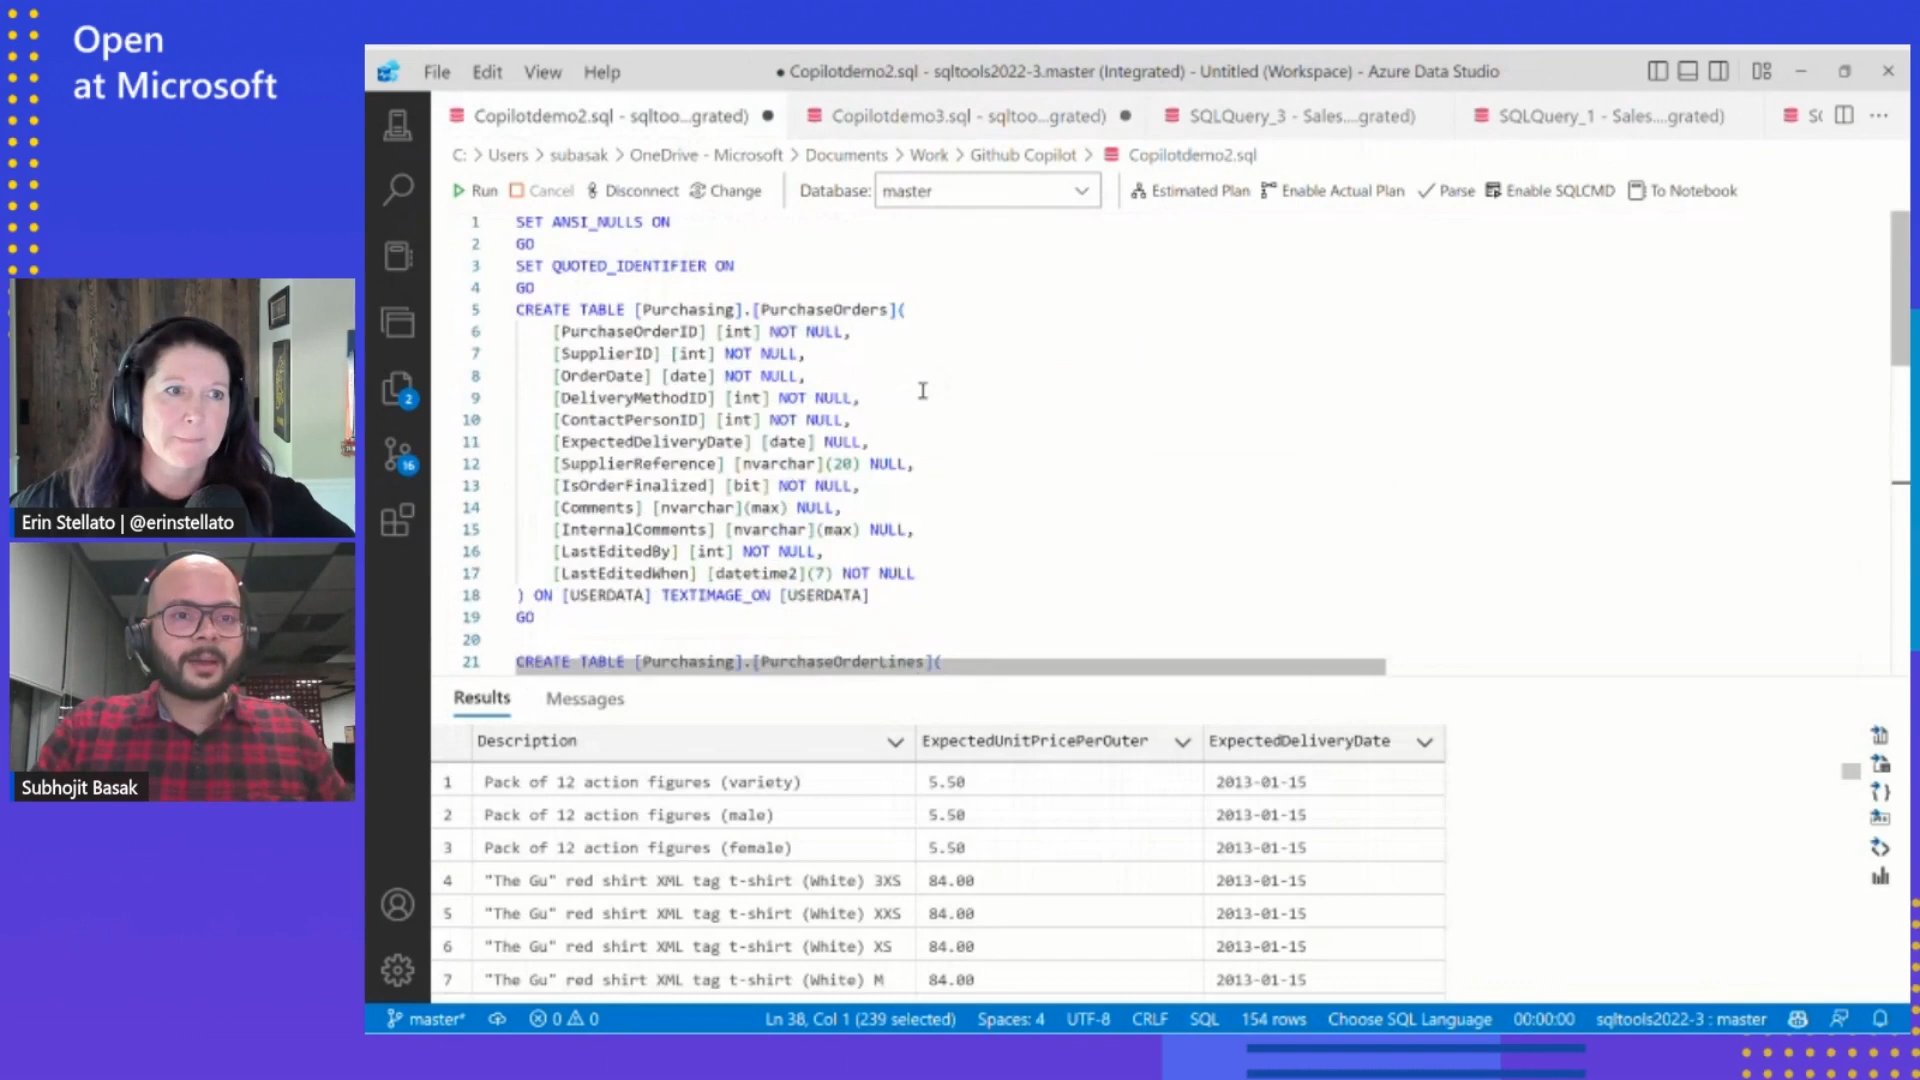 Open
at Microsoft
File Edit View Help
● Copilotdemo2.sql - sqltools2022-3.master (Integrated) - Untitled (Workspace) - Azure Data Studio
Copilotdemo2.sql - sqltoo...grated) ●
Copilotdemo3.sql - sqltoo...grated) ●
SQLQuery_3 - Sales....grated)
SQLQuery_1 - Sales....grated)
C: > Users > subasak > OneDrive - Microsoft > Documents > Work > Github Copilot > Copilotdemo2.sql
Run Cancel Disconnect Change Database: master Estimated Plan Enable Actual Plan Parse Enable SQLCMD To Notebook
1 SET ANSI_NULLS ON
2 GO
3 SET QUOTED_IDENTIFIER ON
4 GO
5 CREATE TABLE [Purchasing].[PurchaseOrders](
6 [PurchaseOrderID] [int] NOT NULL,
7 [SupplierID] [int] NOT NULL,
8 [OrderDate] [date] NOT NULL,
9 [DeliveryMethodID] [int] NOT NULL,
10 [ContactPersonID] [int] NOT NULL,
11 [ExpectedDeliveryDate] [date] NULL,
12 [SupplierReference] [nvarchar](20) NULL,
13 [IsOrderFinalized] [bit] NOT NULL,
14 [Comments] [nvarchar](max) NULL,
15 [InternalComments] [nvarchar](max) NULL,
16 [LastEditedBy] [int] NOT NULL,
17 [LastEditedWhen] [datetime2](7) NOT NULL
18 ) ON [USERDATA] TEXTIMAGE_ON [USERDATA]
19 GO
20
21 CREATE TABLE [Purchasing].[PurchaseOrderLines](
2
16
Erin Stellato | @erinstellato
Subhojit Basak
Results Messages
Description ExpectedUnitPricePerOuter ExpectedDeliveryDate
1 Pack of 12 action figures (variety) 5.50 2013-01-15
2 Pack of 12 action figures (male) 5.50 2013-01-15
3 Pack of 12 action figures (female) 5.50 2013-01-15
4 "The Gu" red shirt XML tag t-shirt (White) 3XS 84.00 2013-01-15
5 "The Gu" red shirt XML tag t-shirt (White) XXS 84.00 2013-01-15
6 "The Gu" red shirt XML tag t-shirt (White) XS 84.00 2013-01-15
7 "The Gu" red shirt XML tag t-shirt (White) M 84.00 2013-01-15
master* 0 0 Ln 38, Col 1 (239 selected) Spaces: 4 UTF-8 CRLF SQL 154 rows Choose SQL Language 00:00:00 sqltools2022-3 : master